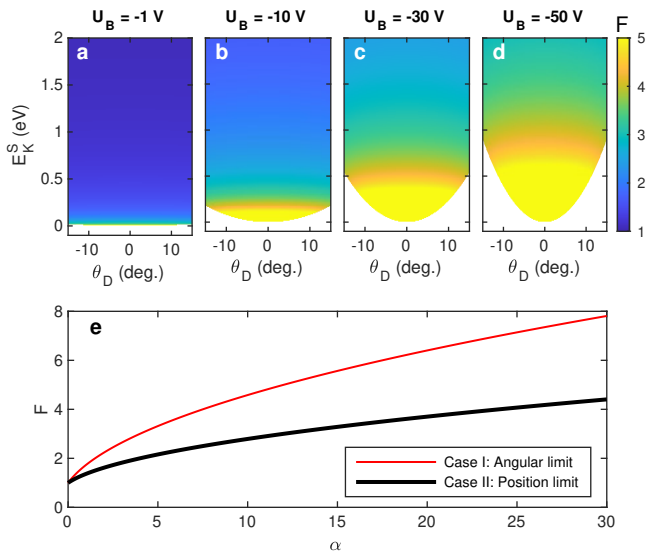 U_B = -1 V U_B = -10 V U_B = -30 V U_B = -50 V F
a b c d
2
1.5
1
0.5
0
E_K^S (eV)
5
4
3
2
1
-10 0 10 -10 0 10 -10 0 10 -10 0 10
θ_D (deg.) θ_D (deg.) θ_D (deg.) θ_D (deg.)
e
8
6
4
2
0
F
Case I: Angular limit
Case II: Position limit
0 5 10 15 20 25 30
α